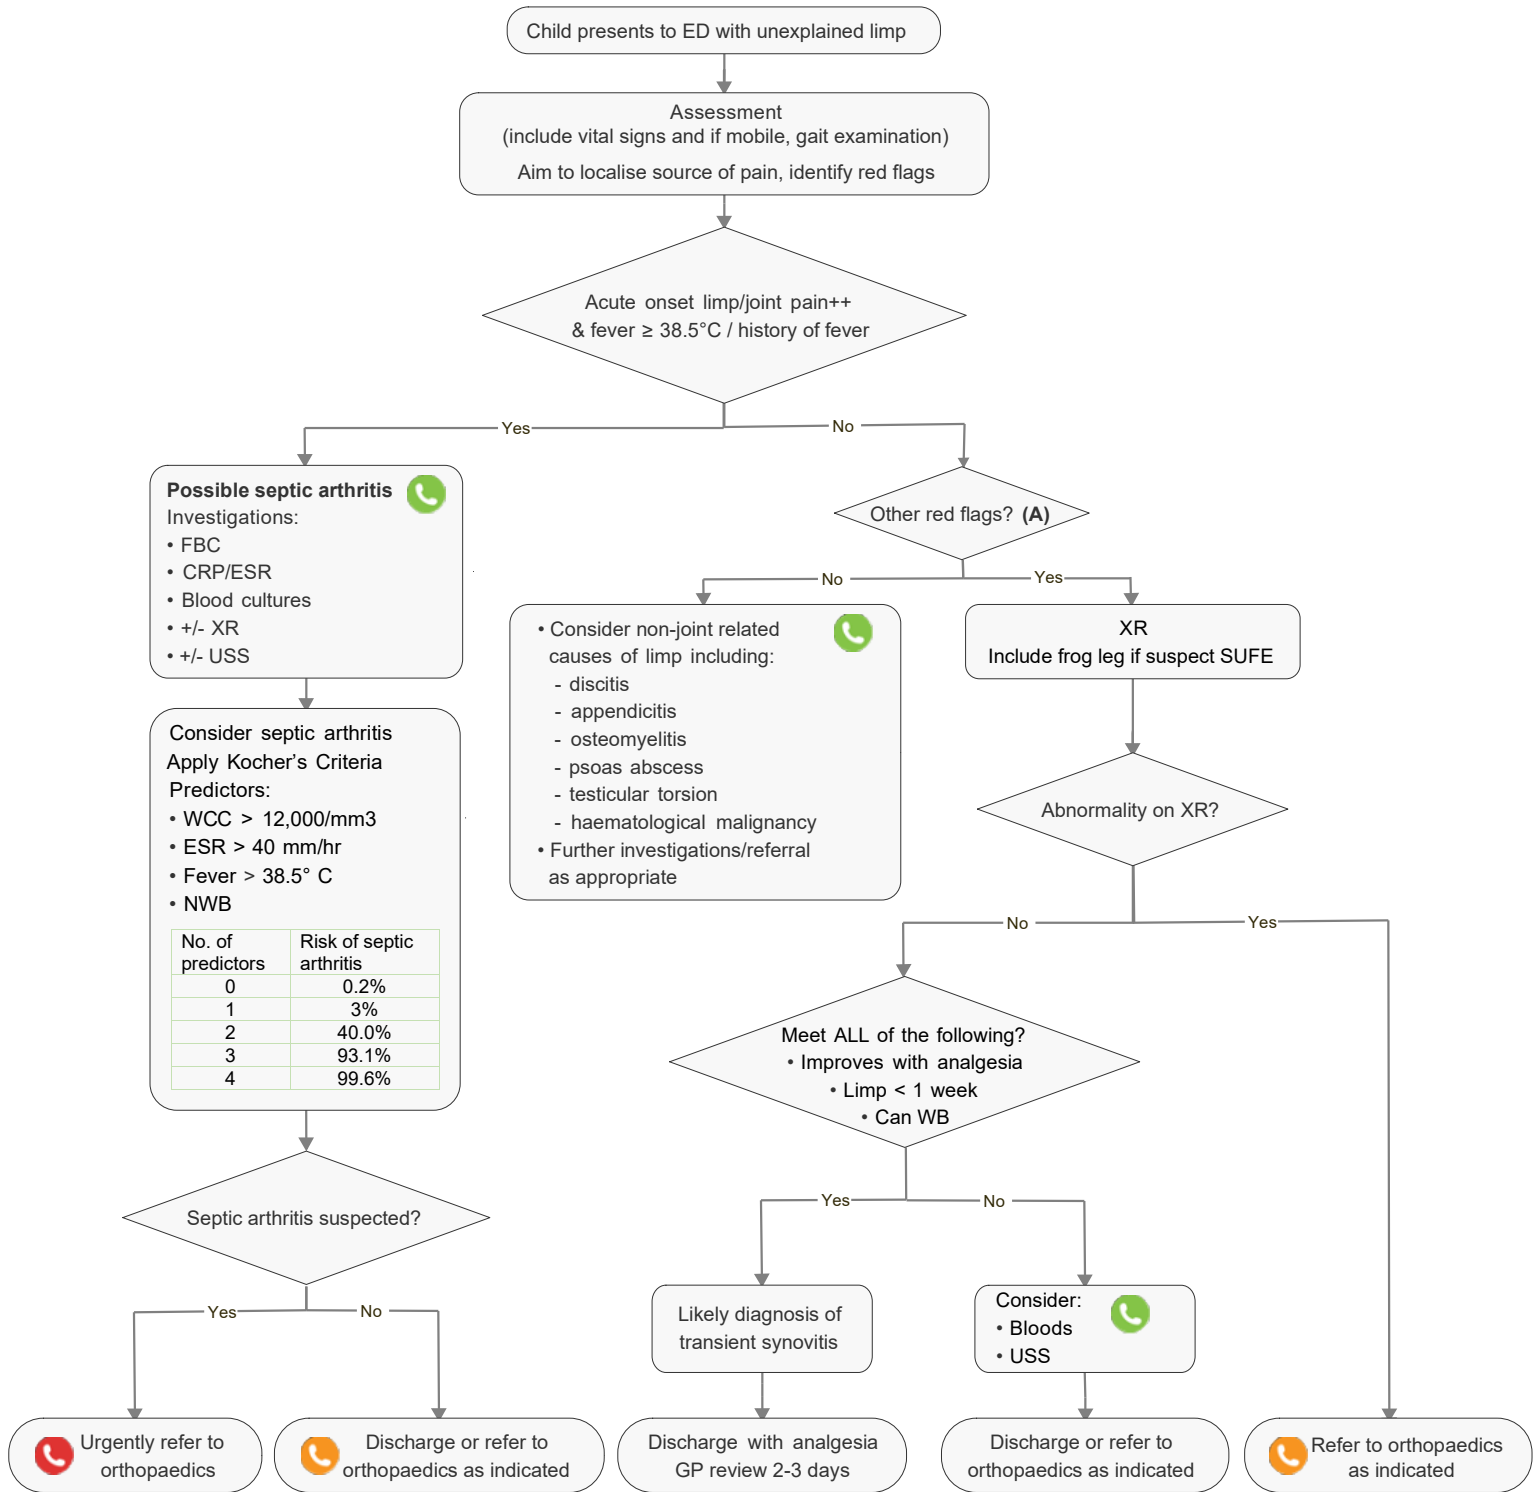 Child presents to ED with unexplained limp
Assessment
(include vital signs and if mobile, gait examination)
Aim to localise source of pain, identify red flags
Acute onset limp/joint pain++
& fever ≥ 38.5°C / history of fever
Yes
No
Possible septic arthritis
Investigations:
• FBC
• CRP/ESR
• Blood cultures
• +/- XR
• +/- USS
Other red flags? (A)
No
Yes
• Consider non-joint related
causes of limp including:
- discitis
- appendicitis
- osteomyelitis
- psoas abscess
- testicular torsion
- haematological malignancy
• Further investigations/referral
as appropriate
XR
Include frog leg if suspect SUFE
Consider septic arthritis
Apply Kocher’s Criteria
Predictors:
• WCC > 12,000/mm3
• ESR > 40 mm/hr
• Fever > 38.5° C
• NWB
No. of predictors Risk of septic arthritis
0 0.2%
1 3%
2 40.0%
3 93.1%
4 99.6%
Abnormality on XR?
No
Yes
Meet ALL of the following?
• Improves with analgesia
• Limp < 1 week
• Can WB
Septic arthritis suspected?
Yes
No
Yes
No
Likely diagnosis of
transient synovitis
Consider:
• Bloods
• USS
Urgently refer to
orthopaedics
Discharge or refer to
orthopaedics as indicated
Discharge with analgesia
GP review 2-3 days
Discharge or refer to
orthopaedics as indicated
Refer to orthopaedics
as indicated